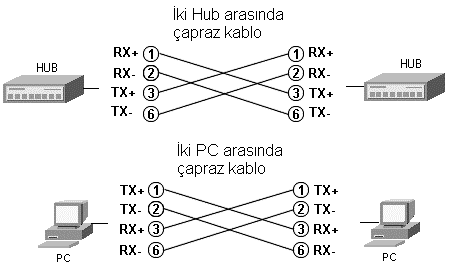 İki Hub arasında
çapraz kablo
HUB
RX+ 1 1 RX+
RX- 2 2 RX-
TX+ 3 3 TX+
TX- 6 6 TX-
HUB
İki PC arasında
çapraz kablo
TX+ 1 1 TX+
TX- 2 2 TX-
RX+ 3 3 RX+
RX- 6 6 RX-
PC
PC